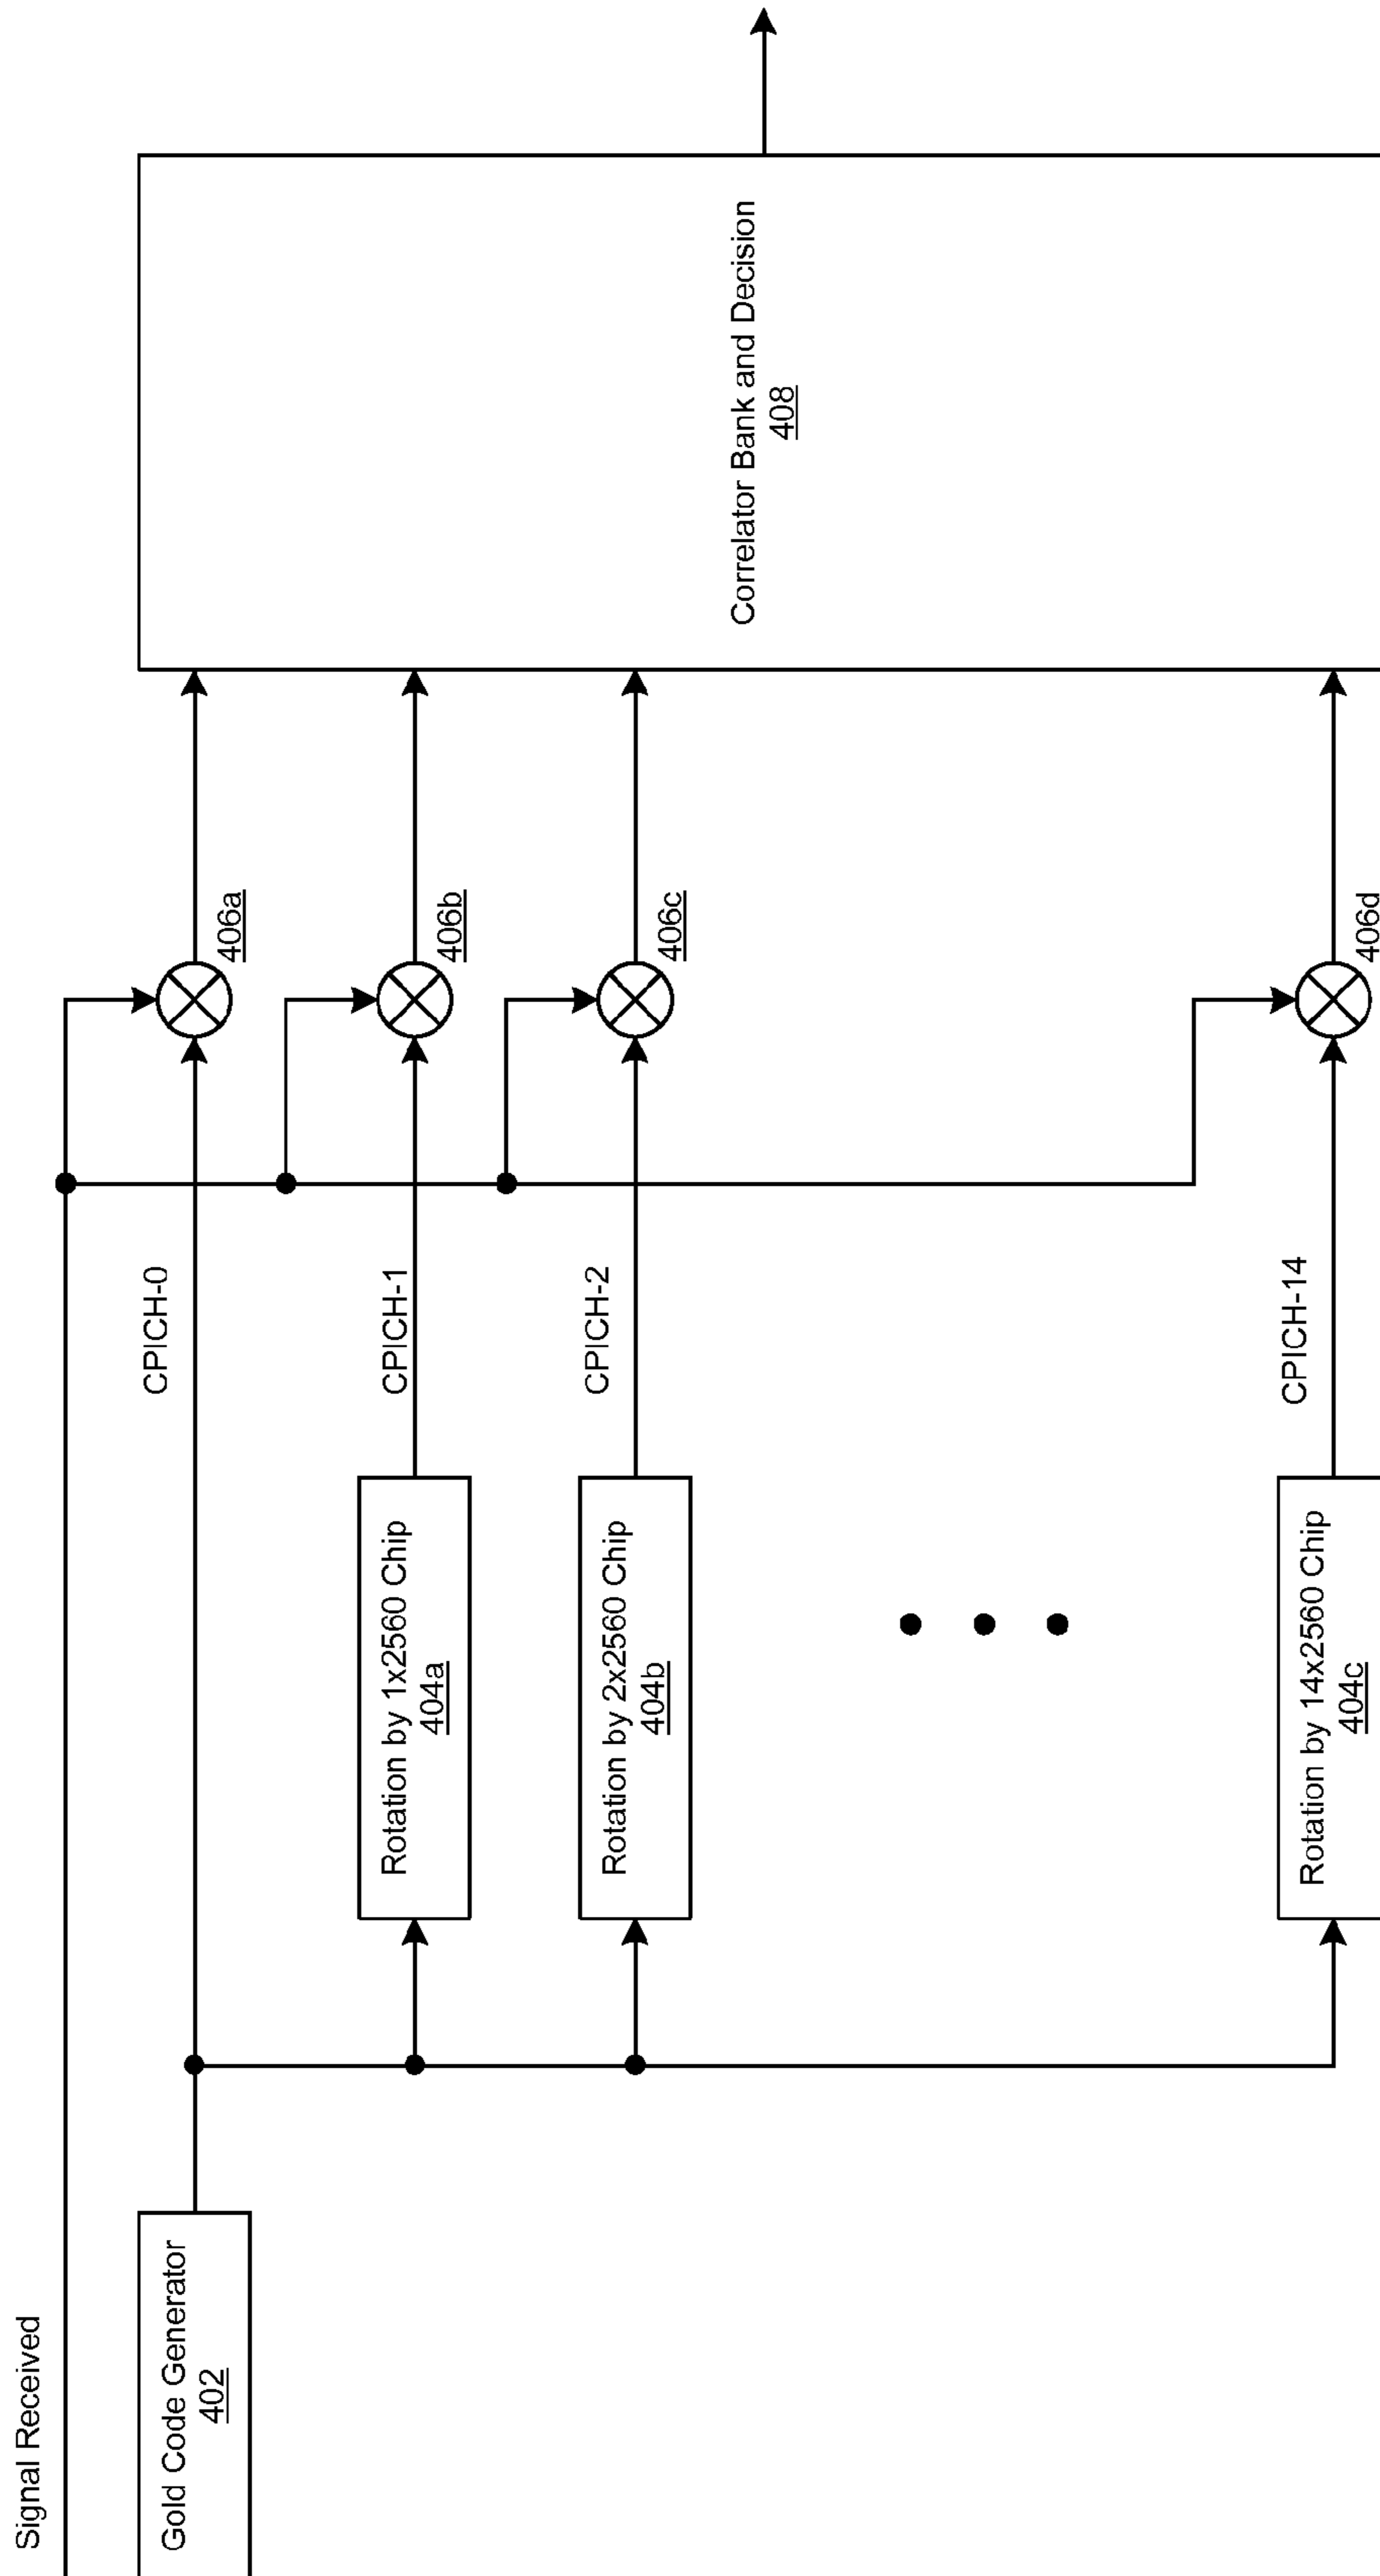 Signal Received
Gold Code Generator
402
CPICH-0
406a
Rotation by 1x2560 Chip
404a
CPICH-1
406b
Rotation by 2x2560 Chip
404b
CPICH-2
406c
Rotation by 14x2560 Chip
404c
CPICH-14
406d
Correlator Bank and Decision
408